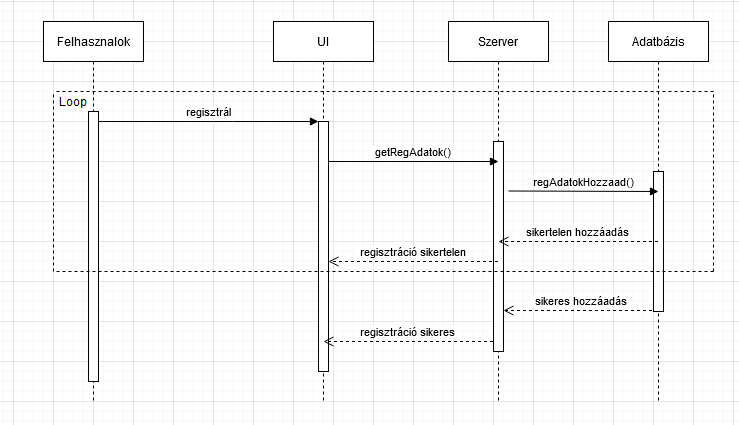 Felhasznalok
UI
Szerver
Adatbázis
Loop
regisztrál
getRegAdatok()
regAdatokHozzaad()
sikertelen hozzáadás
regisztráció sikertelen
sikeres hozzáadás
regisztráció sikeres